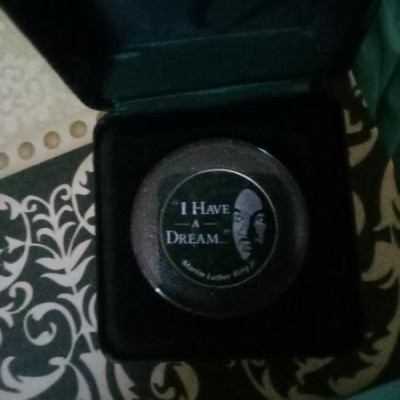 "I HAVE
A
DREAM..."
Martin Luther King Jr.